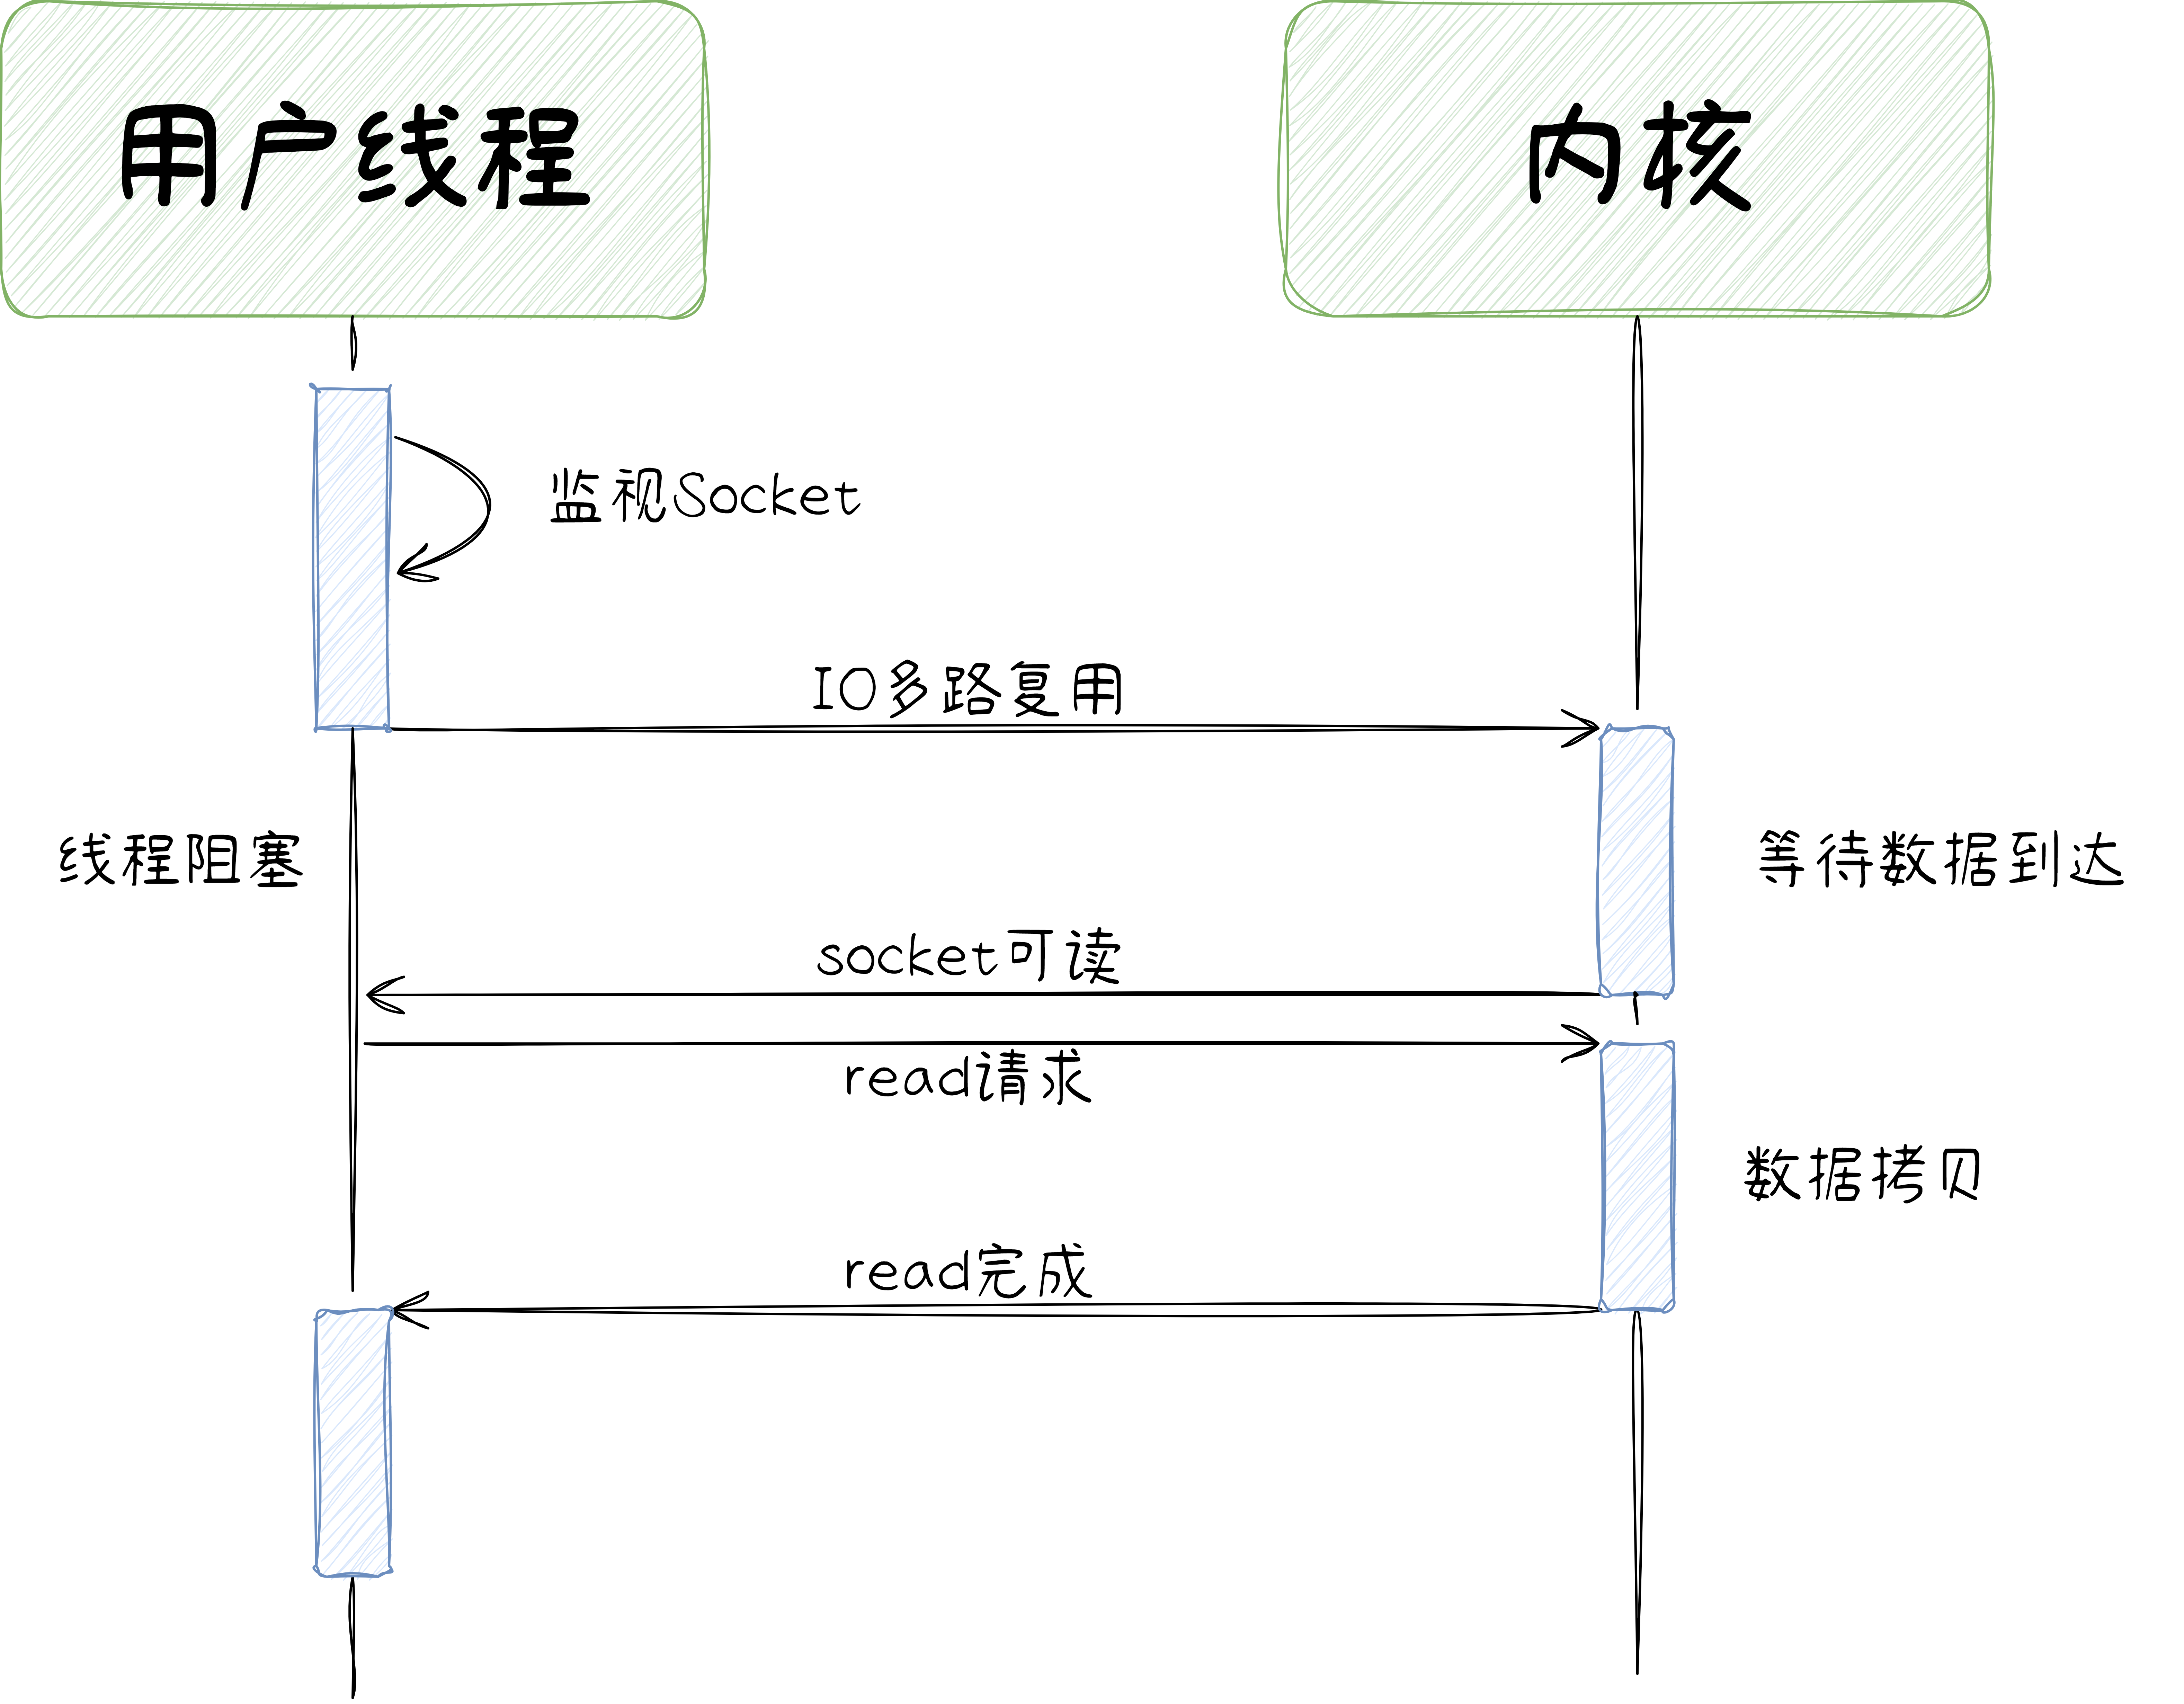 用户线程
内核
监视Socket
IO多路复用
线程阻塞
等待数据到达
socket可读
read请求
数据拷贝
read完成